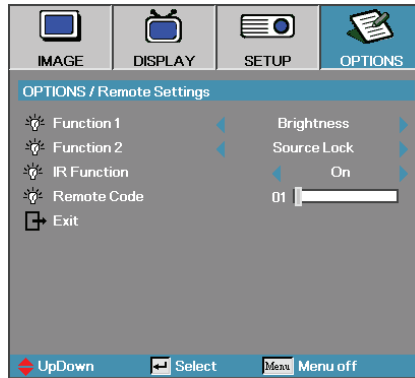 IMAGE DISPLAY SETUP OPTIONS
OPTIONS / Remote Settings
Function 1 Brightness
Function 2 Source Lock
IR Function On
Remote Code 01
Exit
UpDown Select Menu Menu off